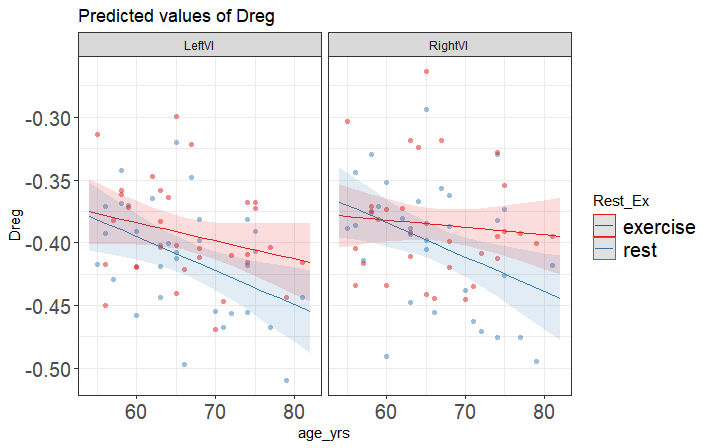 Predicted values of Dreg
LeftVI RightVI
-0.30
-0.35
-0.40
-0.45
-0.50
Dreg
60 70 80 60 70 80
age_yrs
Rest_Ex
exercise
rest